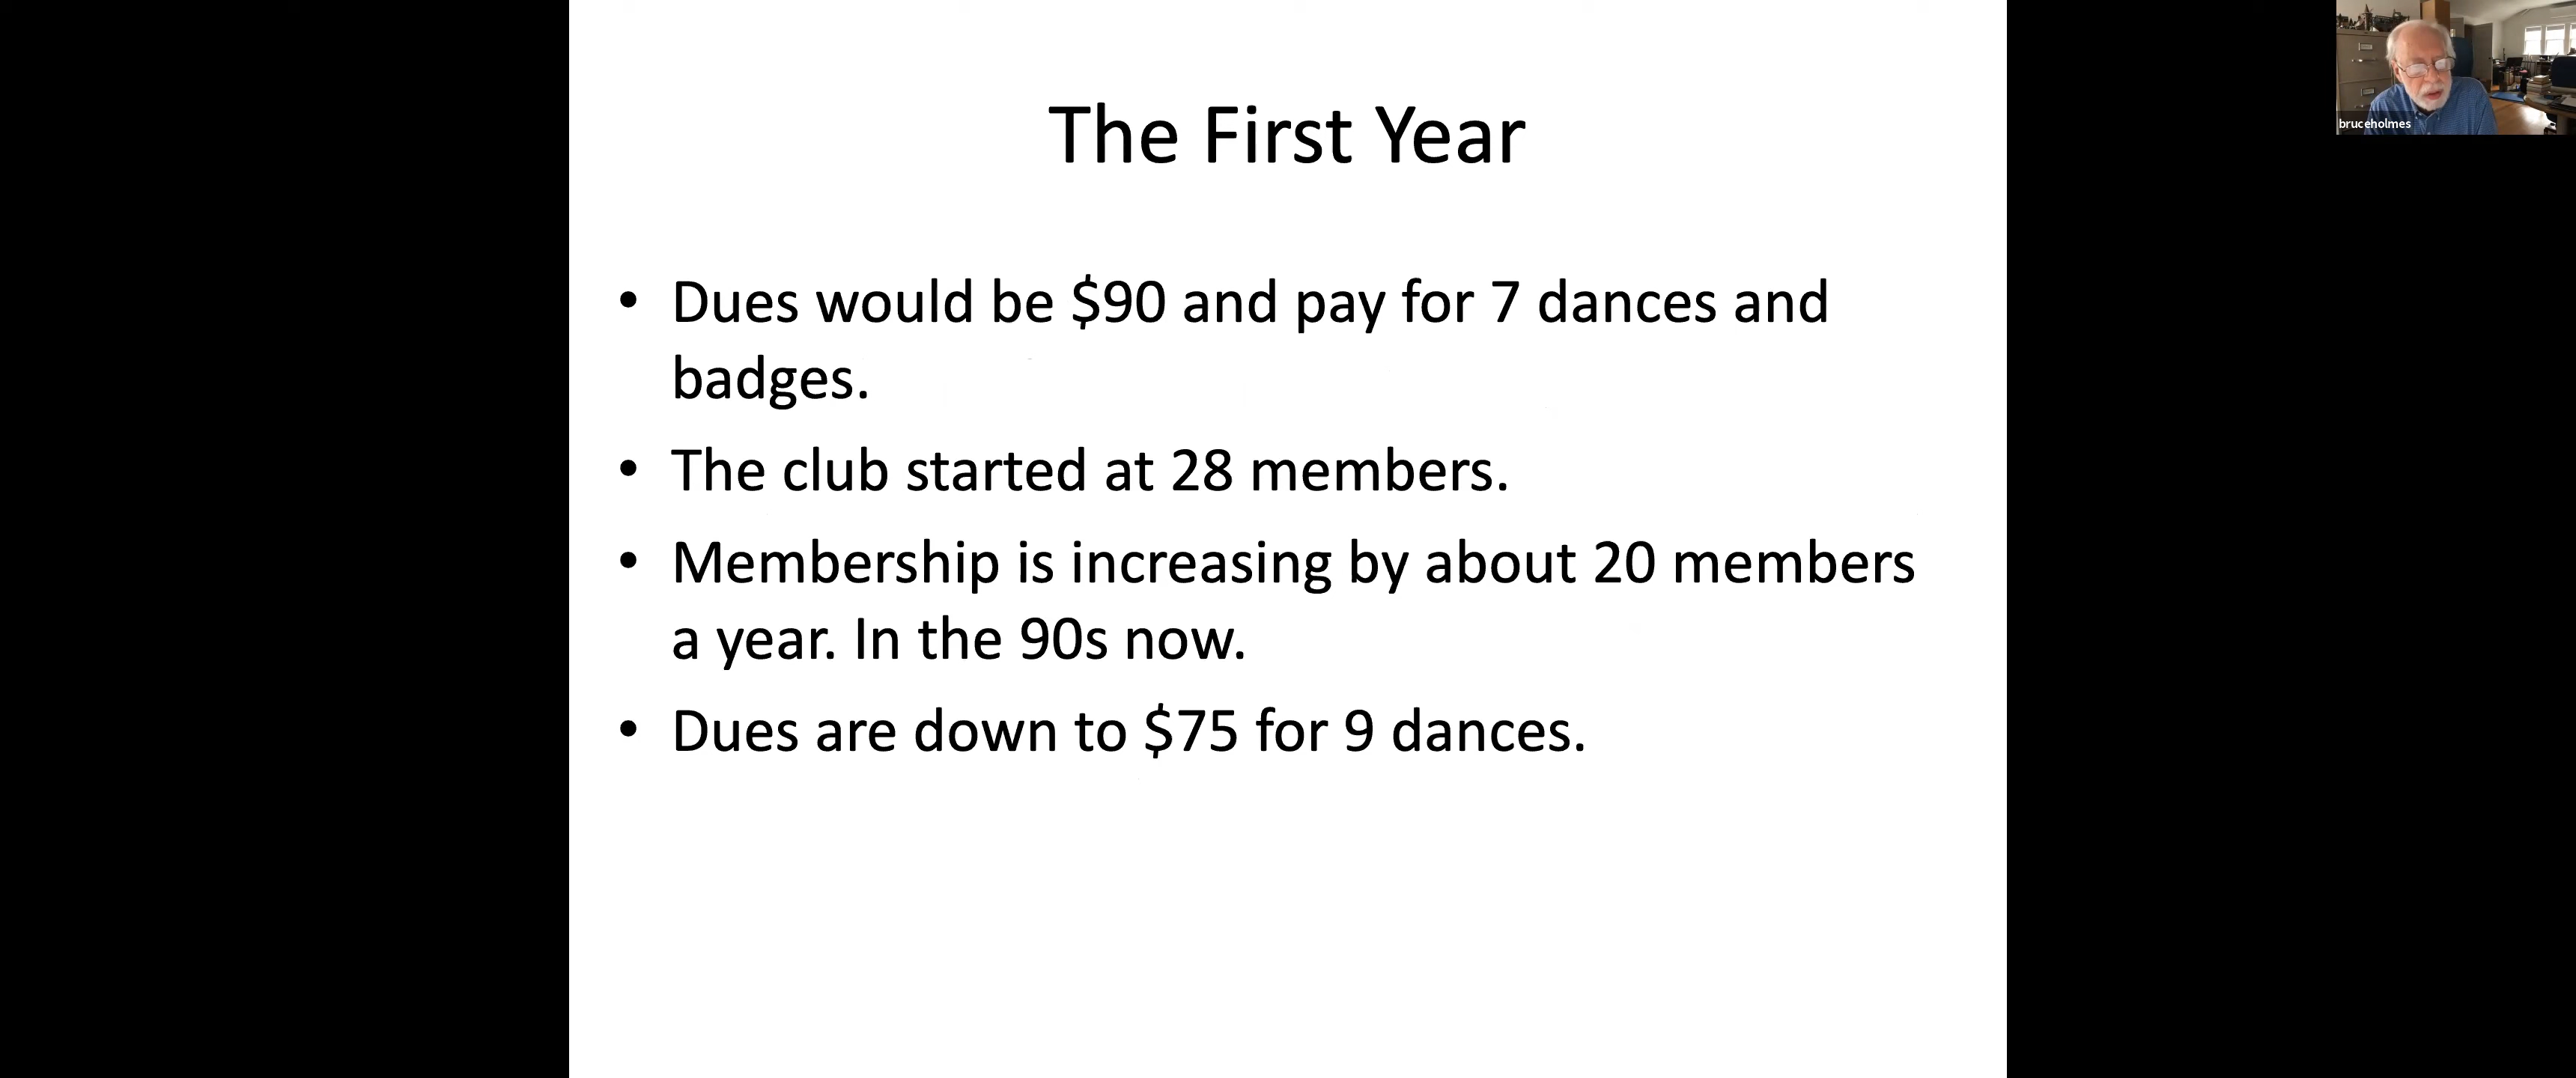 The First Year
• Dues would be $90 and pay for 7 dances and
badges.
• The club started at 28 members.
• Membership is increasing by about 20 members
a year. In the 90s now.
• Dues are down to $75 for 9 dances.
bruceholmes